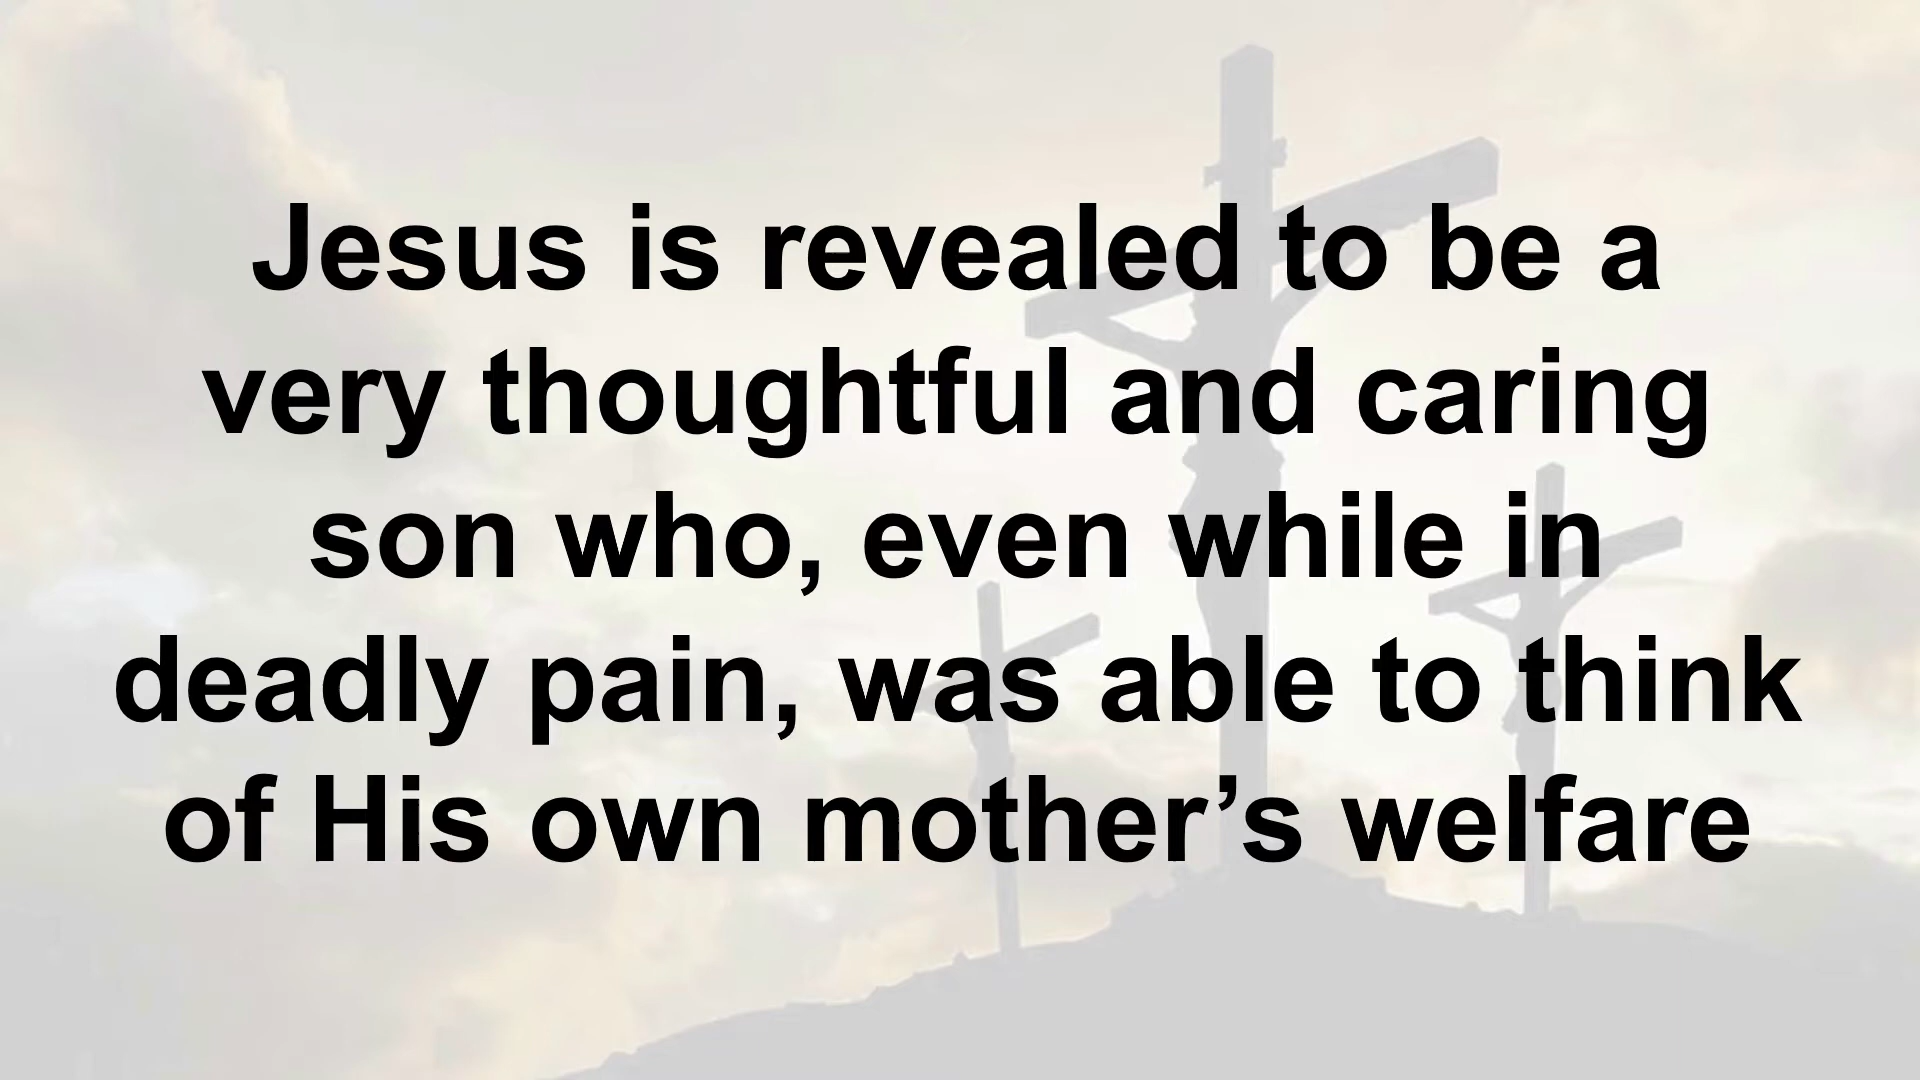 Jesus is revealed to be a
very thoughtful and caring
son who, even while in
deadly pain, was able to think
of His own mother’s welfare